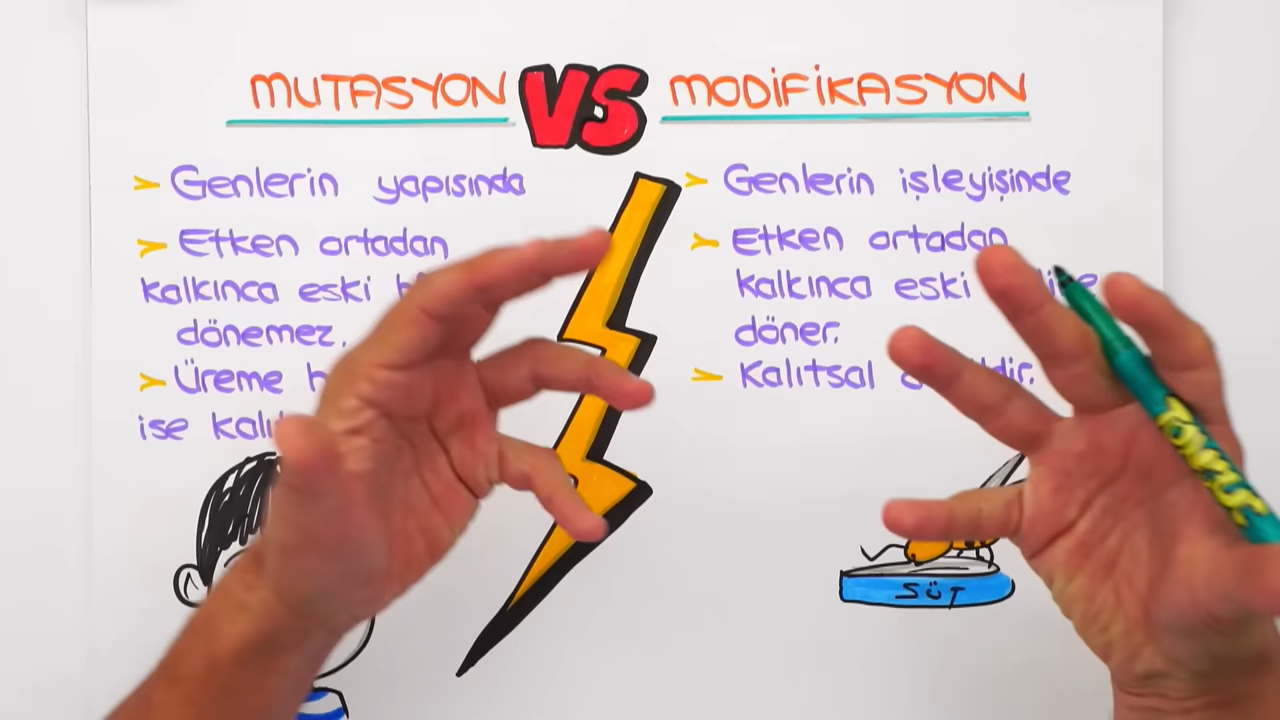 MUTASYON VS MODİFİKASYON
Genlerin yapısında
Etken ortadan
kalkınca eski
dönemez.
Üreme
ise
Genlerin işleyişinde
Etken ortadan
kalkınca eski
döner.
Kalıtsal
SÜT